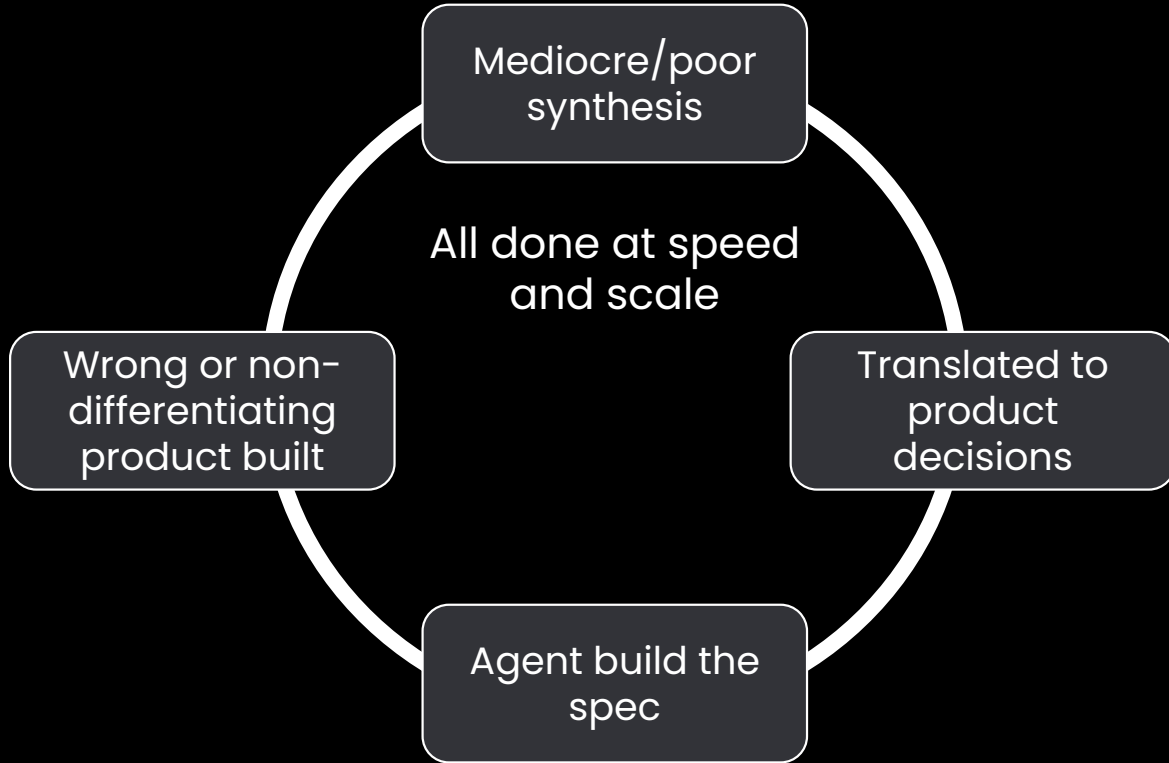 Mediocre/poor
synthesis
All done at speed
and scale
Wrong or non-
differentiating
product built
Translated to
product
decisions
Agent build the
spec